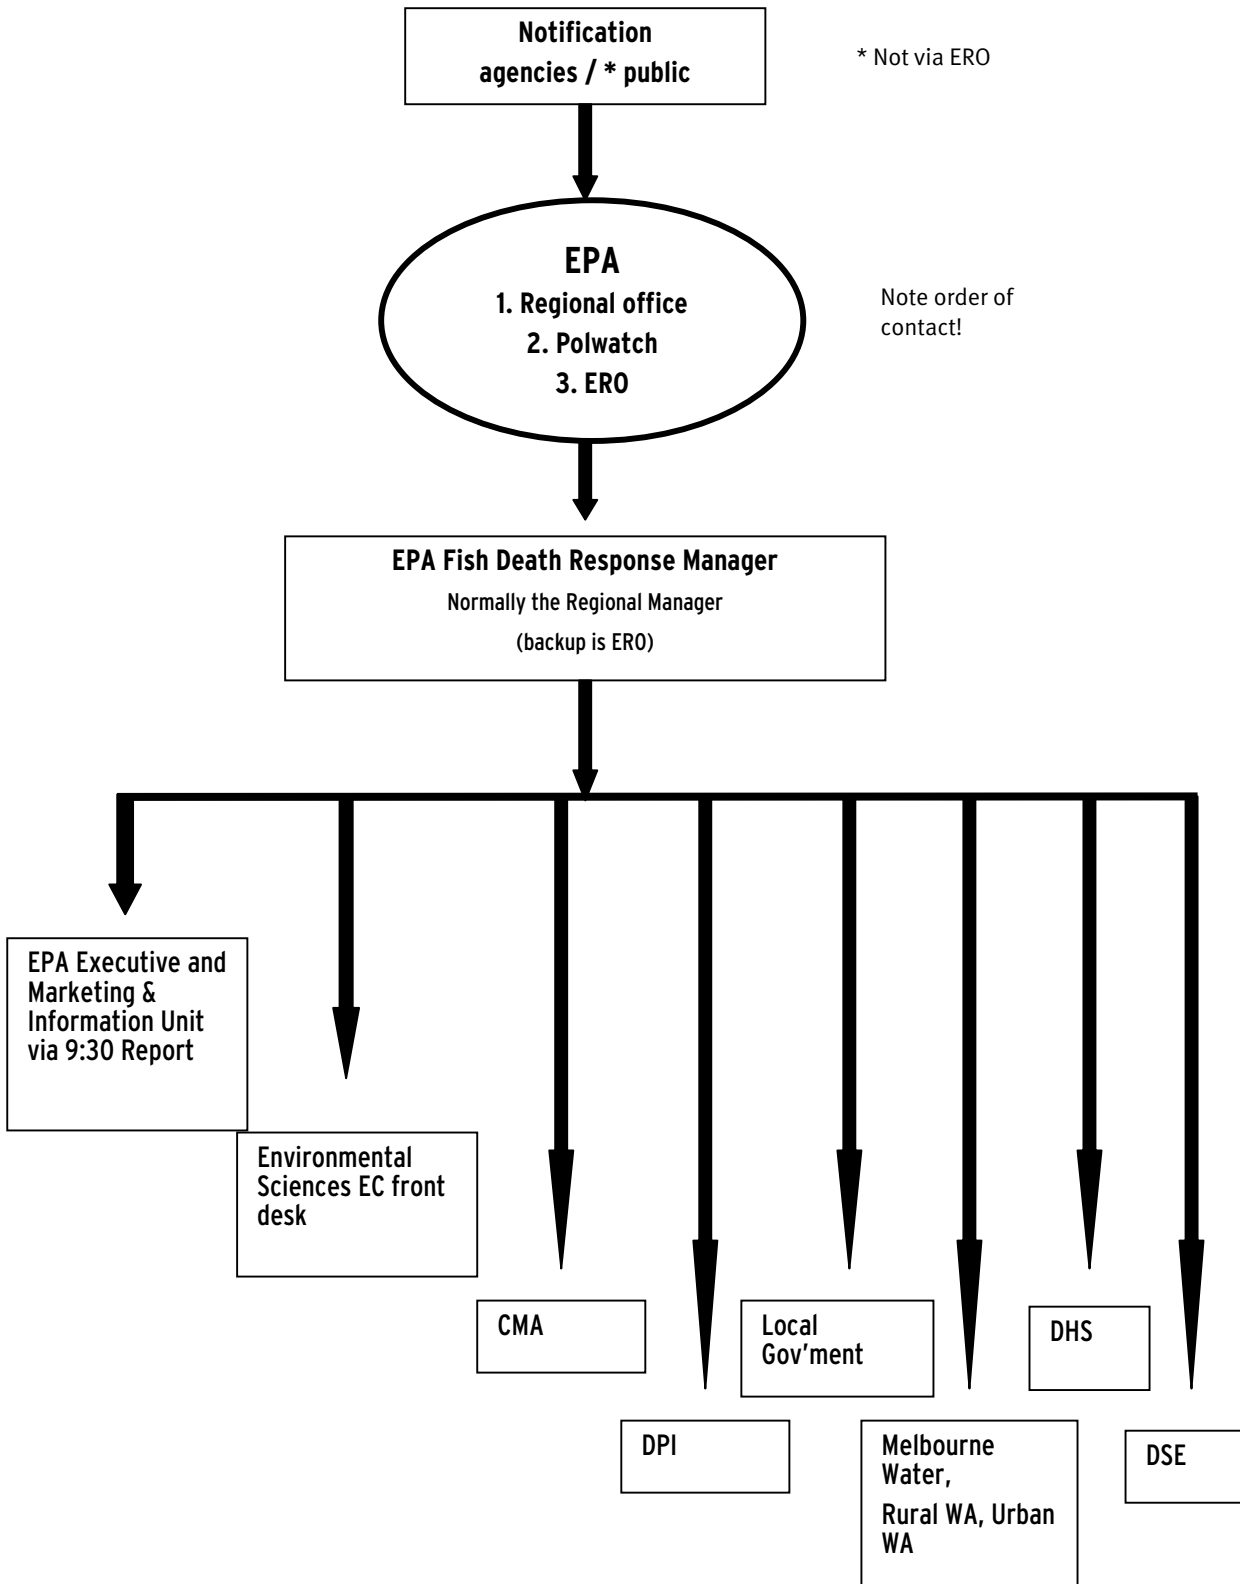 Notification
agencies / * public
* Not via ERO
EPA
1. Regional office
2. Polwatch
3. ERO
Note order of
contact!
EPA Fish Death Response Manager
Normally the Regional Manager
(backup is ERO)
EPA Executive and
Marketing &
Information Unit
via 9:30 Report
Environmental
Sciences EC front
desk
CMA
DPI
Local
Gov'ment
Melbourne
Water,
Rural WA, Urban
WA
DHS
DSE